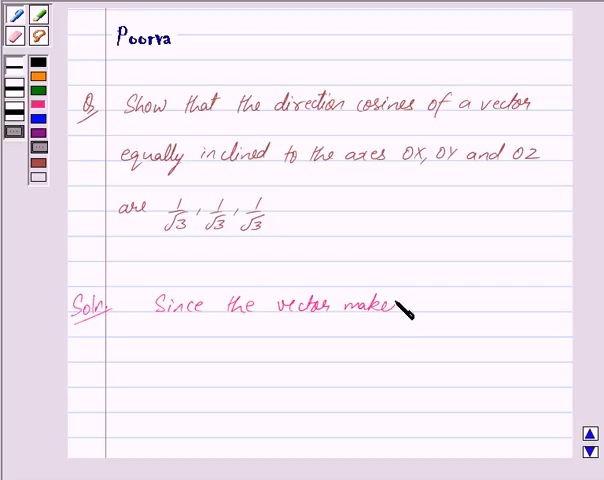 Poorva
Q. Show that the direction cosines of a vector
equally inclined to the axes OX, OY and OZ
are 1/√3, 1/√3, 1/√3
Soln. Since the vector make